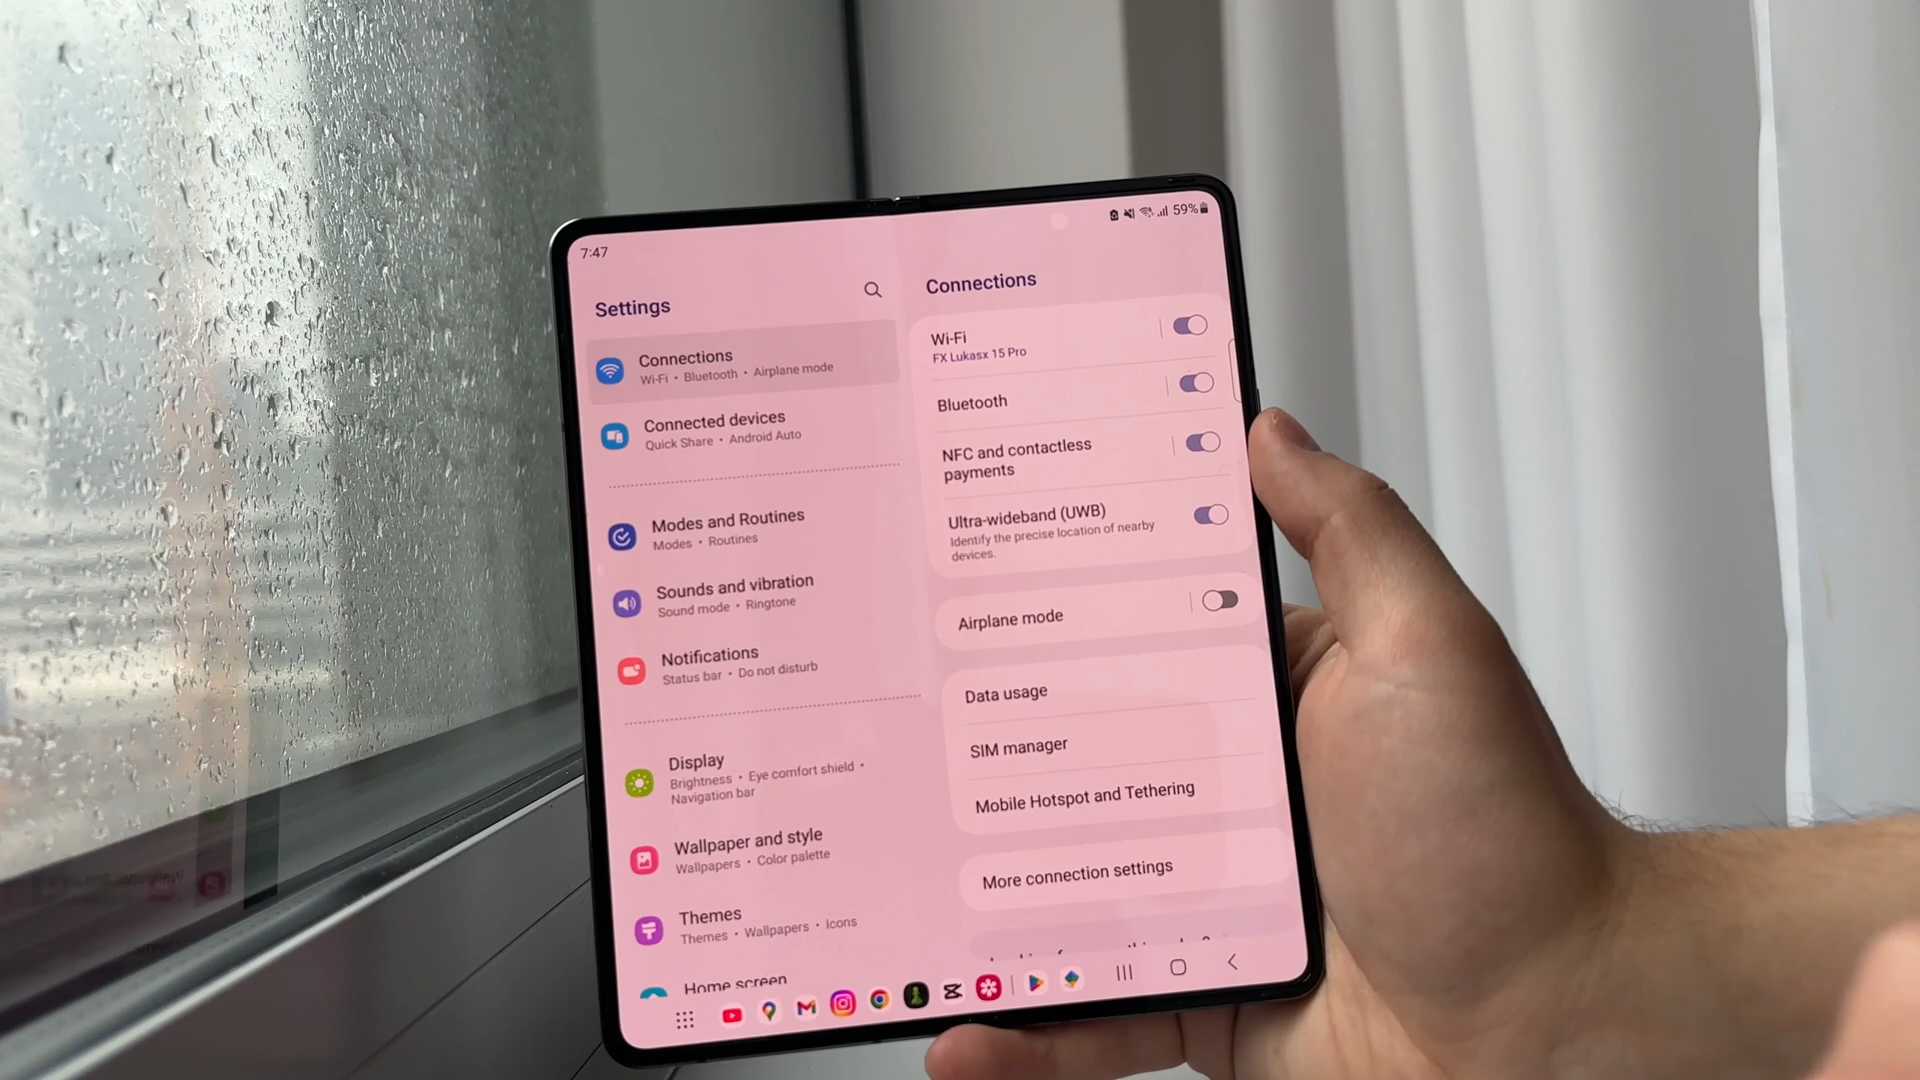 7:47
59%
Settings
Connections
Wi-Fi • Bluetooth • Airplane mode
Connected devices
Quick Share • Android Auto
Modes and Routines
Modes • Routines
Sounds and vibration
Sound mode • Ringtone
Notifications
Status bar • Do not disturb
Display
Brightness • Eye comfort shield •
Navigation bar
Wallpaper and style
Wallpapers • Color palette
Themes
Themes • Wallpapers • Icons
Home screen
Connections
Wi-Fi
FX Lukasx 15 Pro
Bluetooth
NFC and contactless
payments
Ultra-wideband (UWB)
Identify the precise location of nearby
devices.
Airplane mode
Data usage
SIM manager
Mobile Hotspot and Tethering
More connection settings